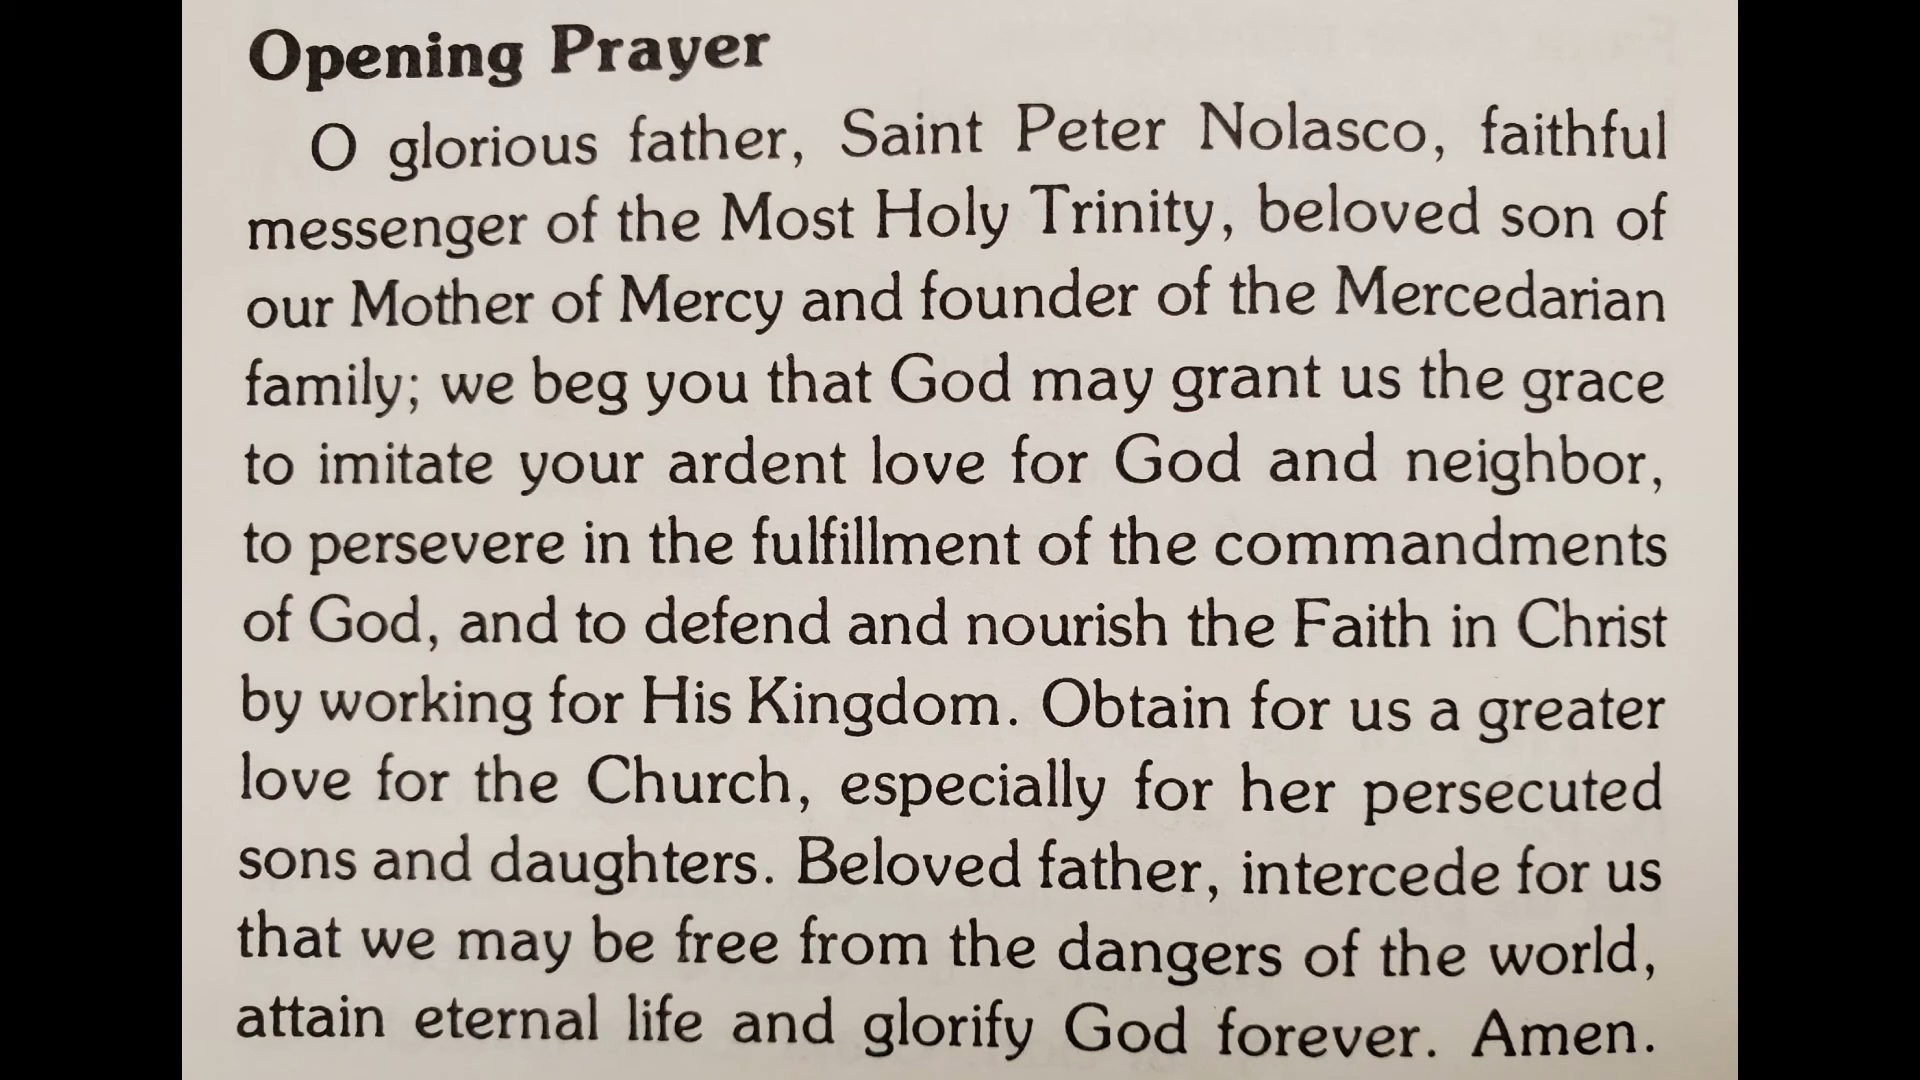 Opening Prayer
O glorious father, Saint Peter Nolasco, faithful
messenger of the Most Holy Trinity, beloved son of
our Mother of Mercy and founder of the Mercedarian
family; we beg you that God may grant us the grace
to imitate your ardent love for God and neighbor,
to persevere in the fulfillment of the commandments
of God, and to defend and nourish the Faith in Christ
by working for His Kingdom. Obtain for us a greater
love for the Church, especially for her persecuted
sons and daughters. Beloved father, intercede for us
that we may be free from the dangers of the world,
attain eternal life and glorify God forever. Amen.